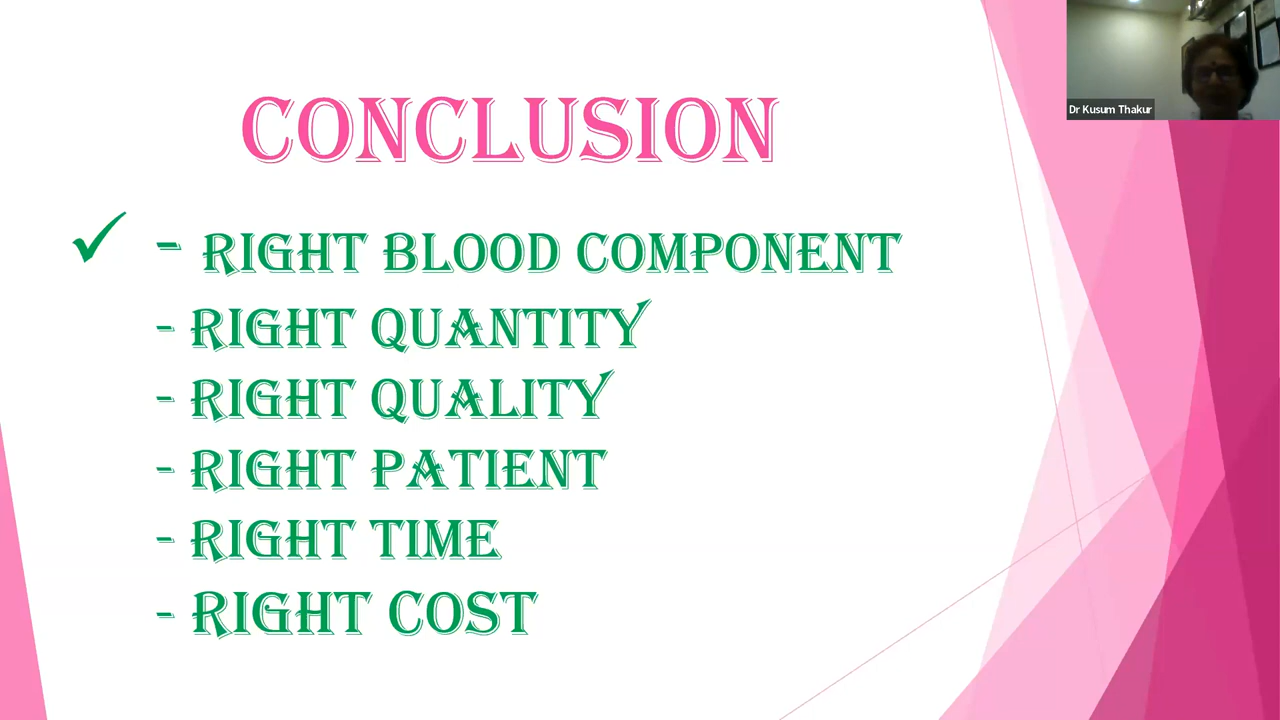 CONCLUSION
✓ - RIGHT BLOOD COMPONENT
- RIGHT QUANTITY
- RIGHT QUALITY
- RIGHT PATIENT
- RIGHT TIME
- RIGHT COST
Dr Kusum Thakur